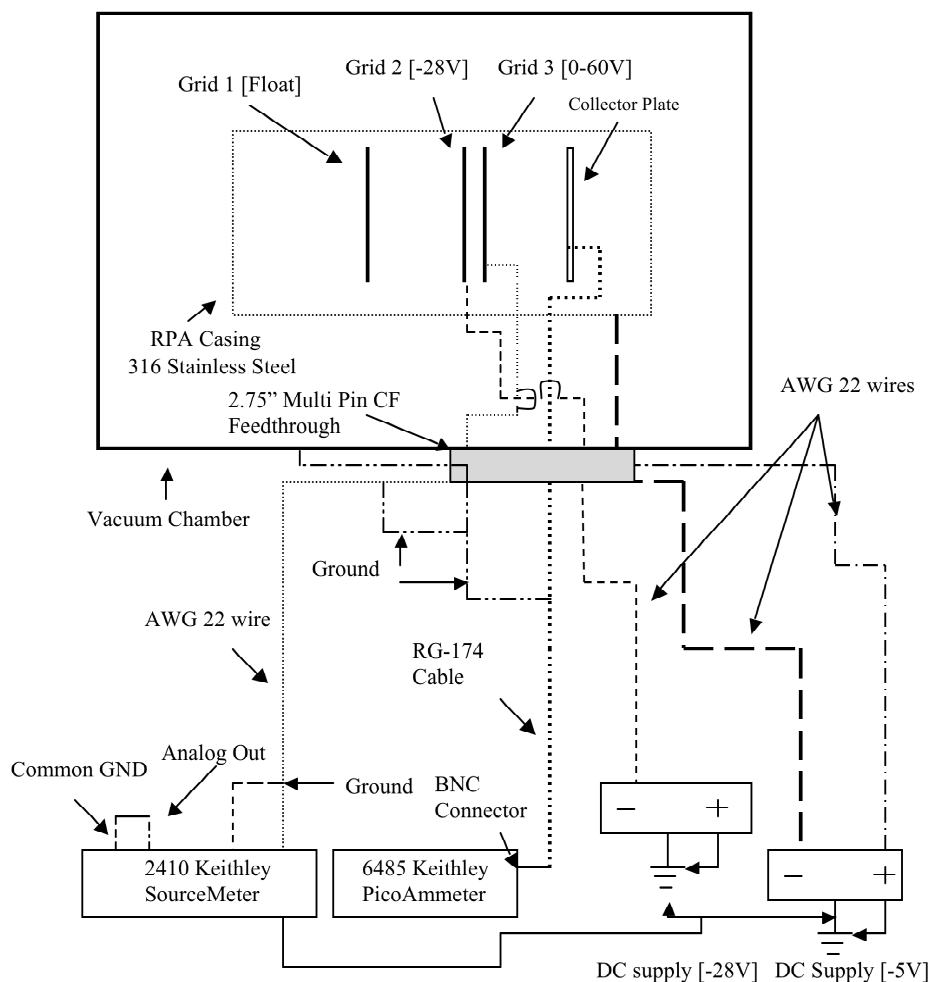 Grid 1 [Float]
Grid 2 [-28V]
Grid 3 [0-60V]
Collector Plate
RPA Casing
316 Stainless Steel
2.75” Multi Pin CF
Feedthrough
AWG 22 wires
Vacuum Chamber
Ground
AWG 22 wire
RG-174
Cable
Common GND
Analog Out
Ground
BNC
Connector
2410 Keithley
SourceMeter
6485 Keithley
PicoAmmeter
− +
− +
DC supply [-28V]
DC Supply [-5V]